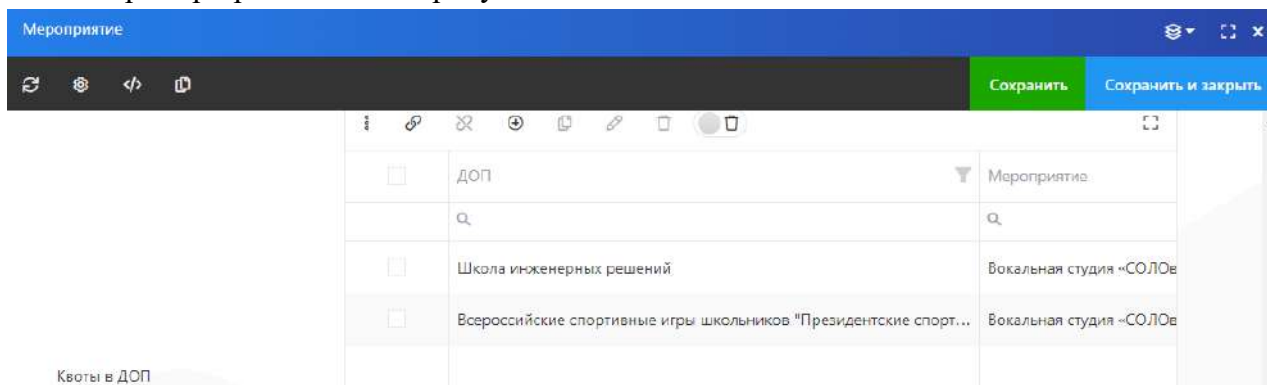 Мероприятие
Сохранить Сохранить и закрыть
ДОП Мероприятие
Школа инженерных решений Вокальная студия «СОЛОв
Всероссийские спортивные игры школьников "Президентские спорт... Вокальная студия «СОЛОв
Квоты в ДОП